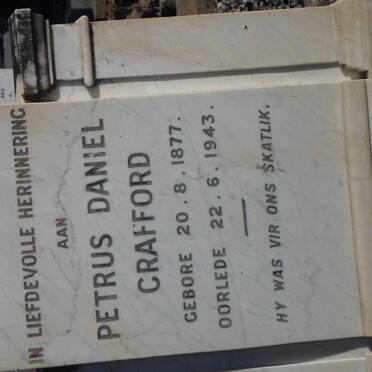 IN LIEFDEVOLLE HERINNERING
AAN
PETRUS DANIEL
GRAFFORD
GEBORE 20.8.1877.
OORLEDE 22.6.1943.
HY WAS VIR ONS SKATLIK.